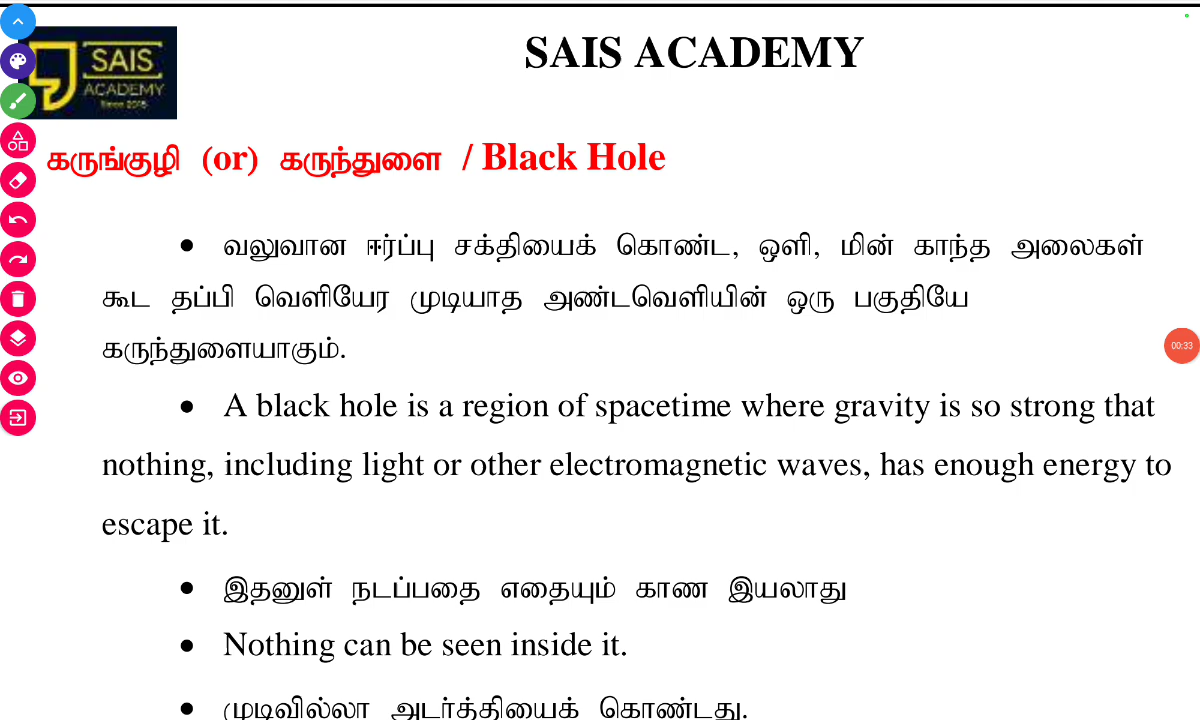 SAIS ACADEMY
SAIS
ACADEMY
Since 2015
கருங்குழி (or) கருந்துளை / Black Hole
• வலுவான ஈர்ப்பு சக்தியைக் கொண்ட, ஒளி, மின் காந்த அலைகள்
கூட தப்பி வெளியேர முடியாத அண்டவெளியின் ஒரு பகுதியே
கருந்துளையாகும்.
• A black hole is a region of spacetime where gravity is so strong that
nothing, including light or other electromagnetic waves, has enough energy to
escape it.
• இதனுள் நடப்பதை எதையும் காண இயலாது
• Nothing can be seen inside it.
• முடிவில்லா அடர்த்தியைக் கொண்டது.
00:33